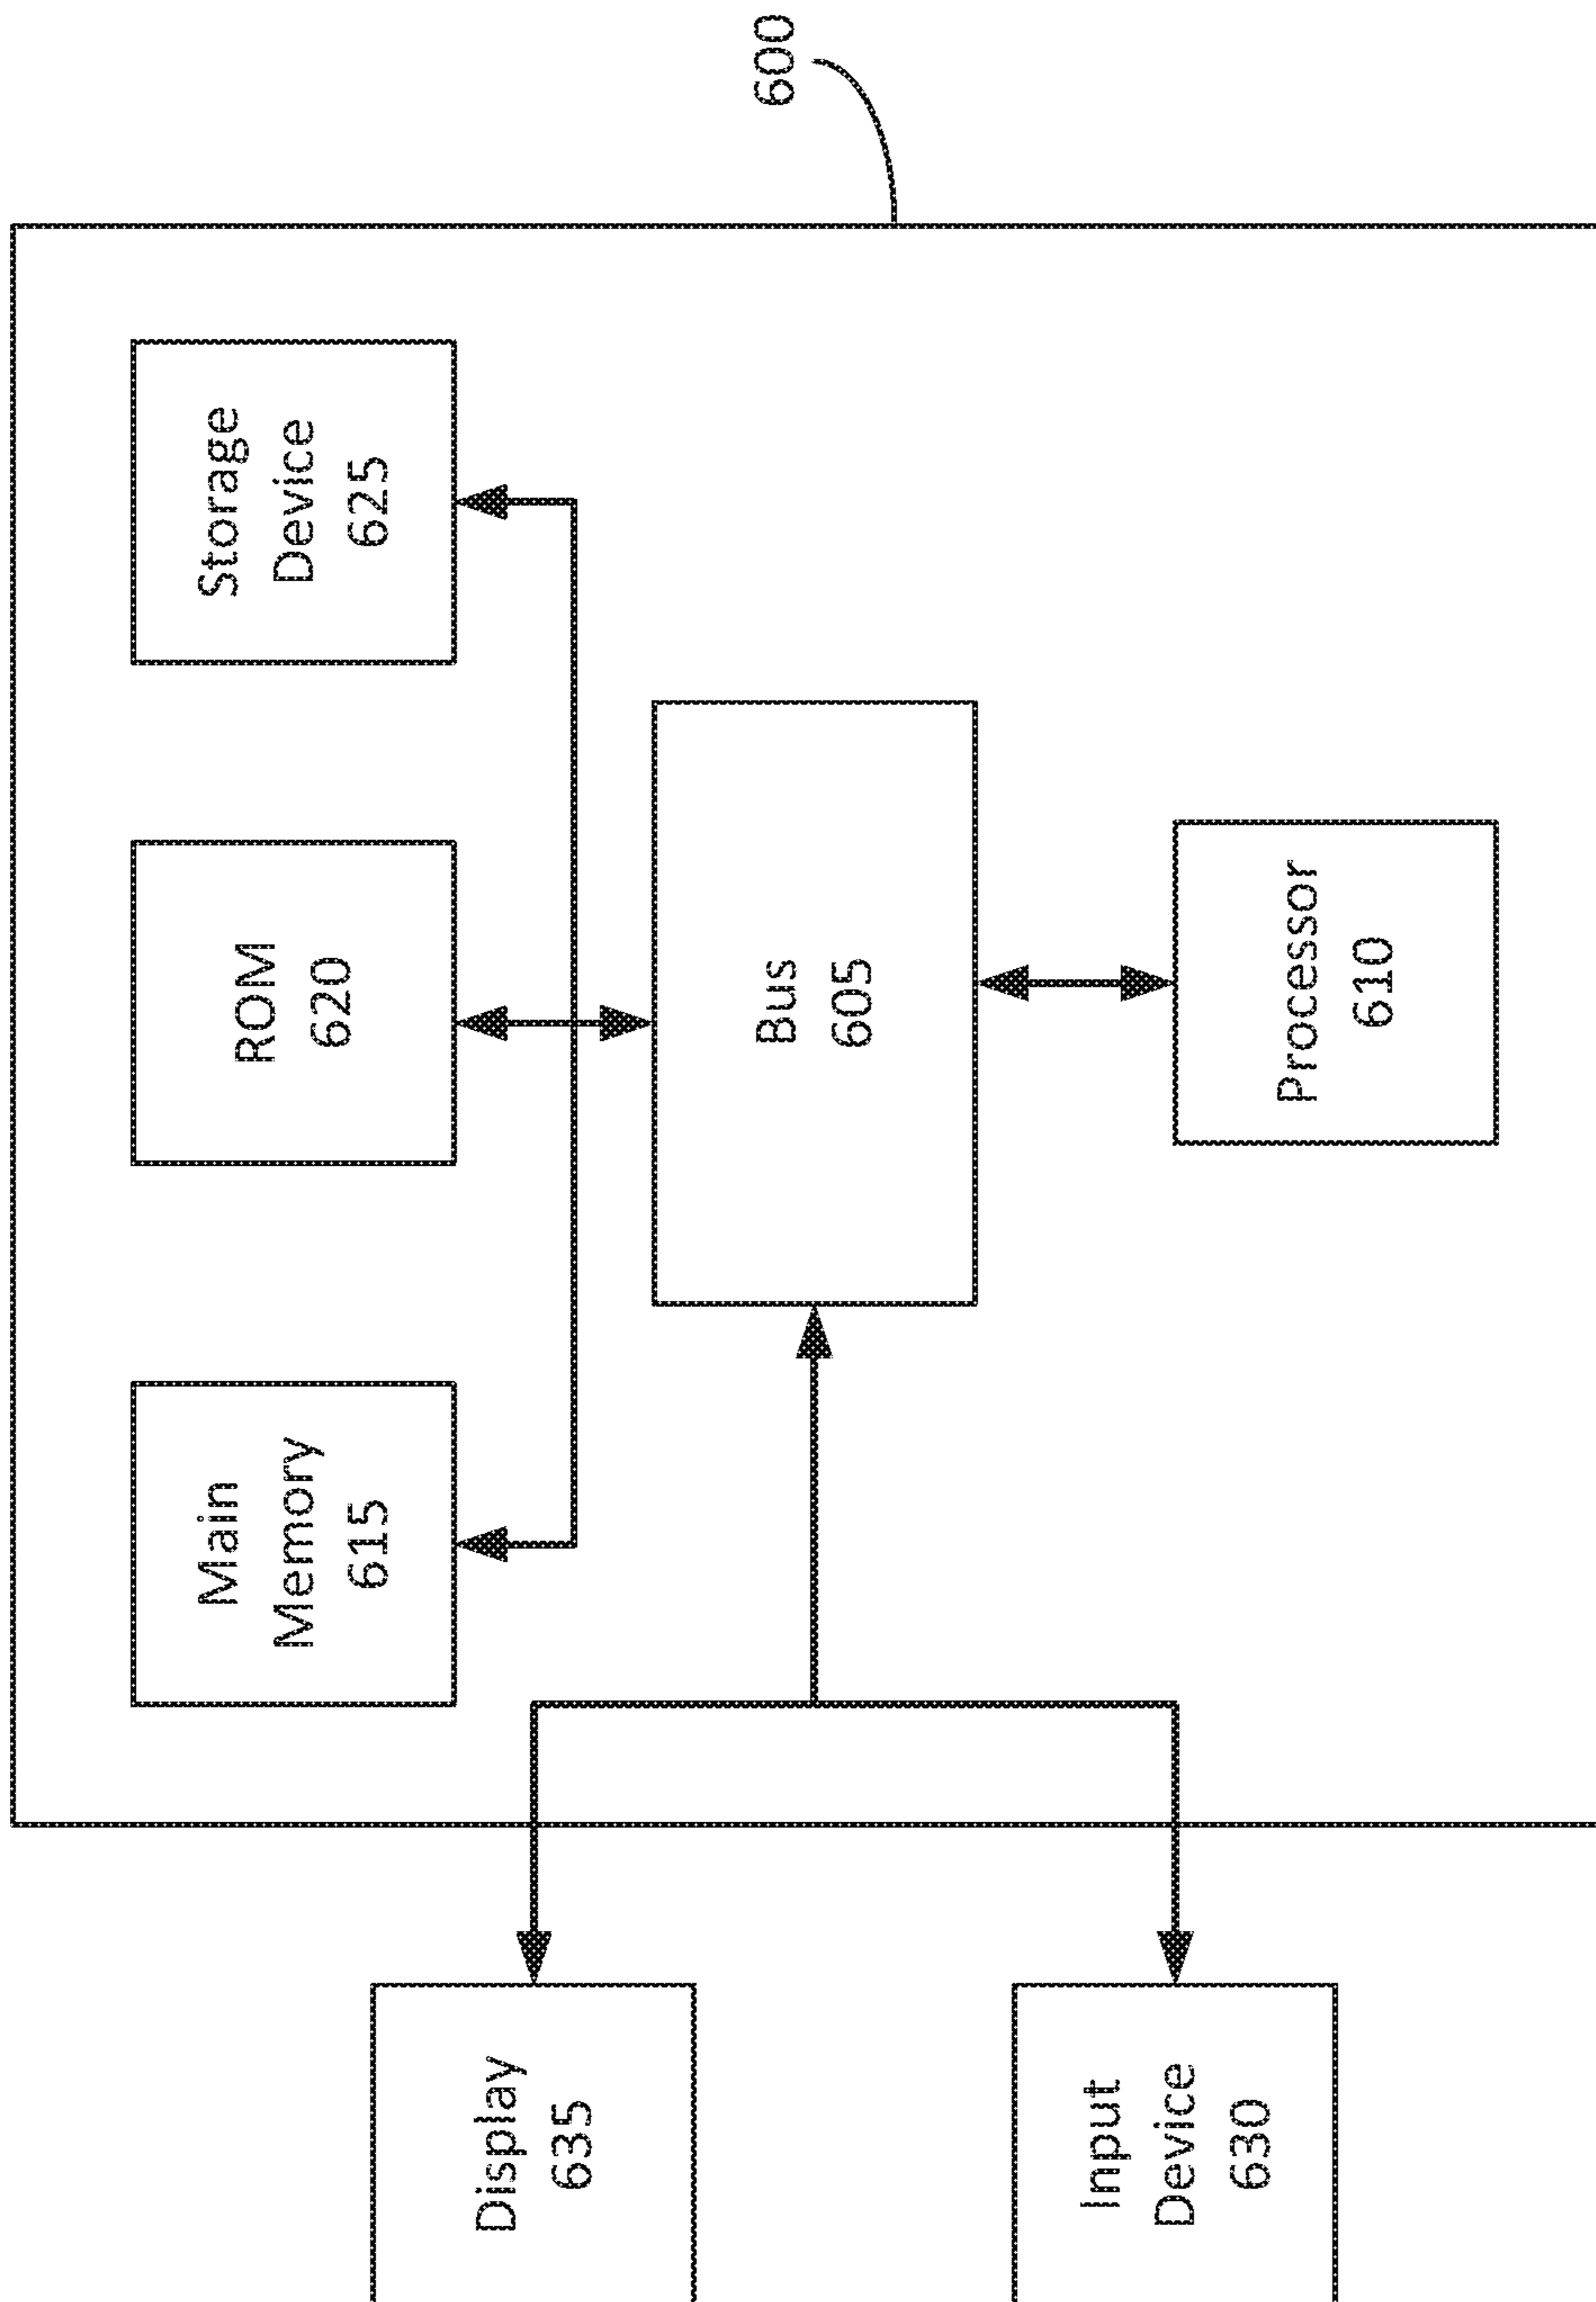 600
Main
Memory
615
ROM
620
Storage
Device
625
Display
635
Bus
605
Input
Device
630
Processor
610